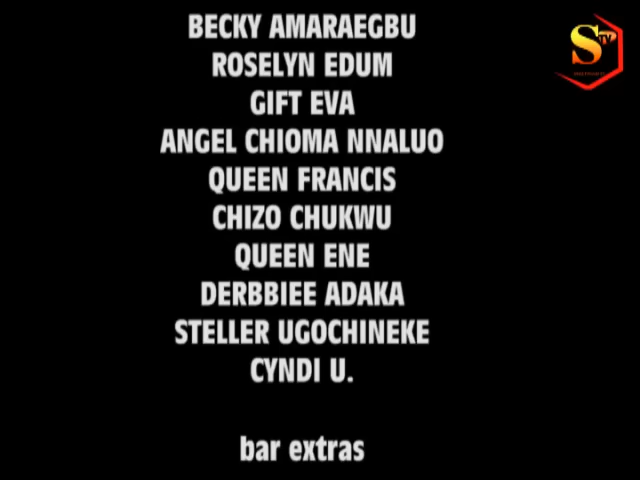 BECKY AMARAEGBU
ROSELYN EDUM
GIFT EVA
ANGEL CHIOMA NNALUO
QUEEN FRANCIS
CHIZO CHUKWU
QUEEN ENE
DERBBIEE ADAKA
STELLER UGOCHINEKE
CYNDI U.
bar extras
S TV